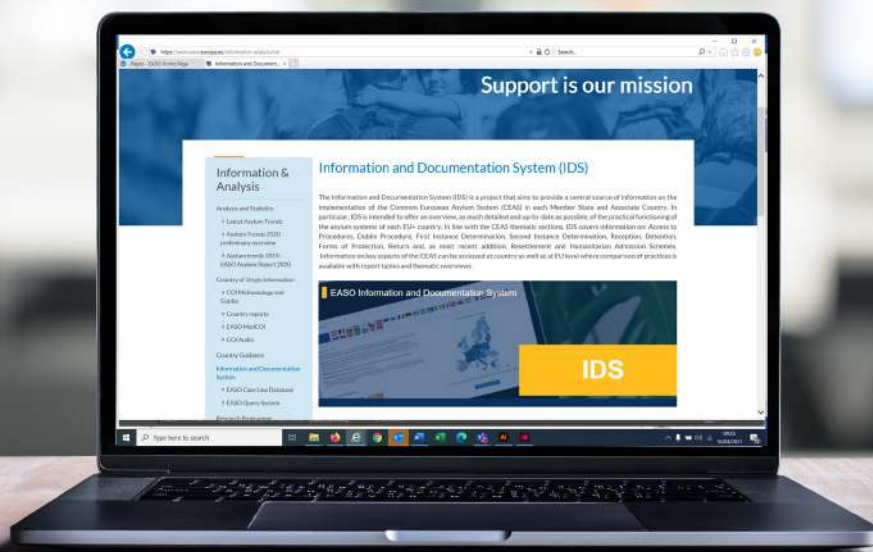 Support is our mission
Information &
Analysis
Analysis and Statistics
+ Latest Asylum Trends
+ Asylum Trends 2020
preliminary overview
+ Asylum trends 2019 -
EASO Asylum Report 2020
Country of Origin Information
+ COI Methodology and
Guides
+ Country reports
+ EASO MedCOI
+ COI Audio
Country Guidance
Information and Documentation
System
+ EASO Case Law Database
+ EASO Query System
Information and Documentation System (IDS)
The Information and Documentation System (IDS) is a project that aims to provide a central source of information on the
implementation of the Common European Asylum System (CEAS) in each Member State and Associate Country. In
particular, IDS is intended to offer an overview, as much detailed and up-to-date as possible, of the practical functioning of
the asylum systems of each EU+ country. In line with the CEAS thematic sections, IDS covers information on: Access to
Procedures, Dublin Procedure, First Instance Determination, Second Instance Determination, Reception, Detention,
Forms of Protection, Return and, as most recent addition, Resettlement and Humanitarian Admission Schemes.
Information on key aspects of the CEAS can be accessed at country as well as at EU level where comparison of practices is
available with report tables and thematic overviews.
EASO Information and Documentation System
IDS
Type here to search